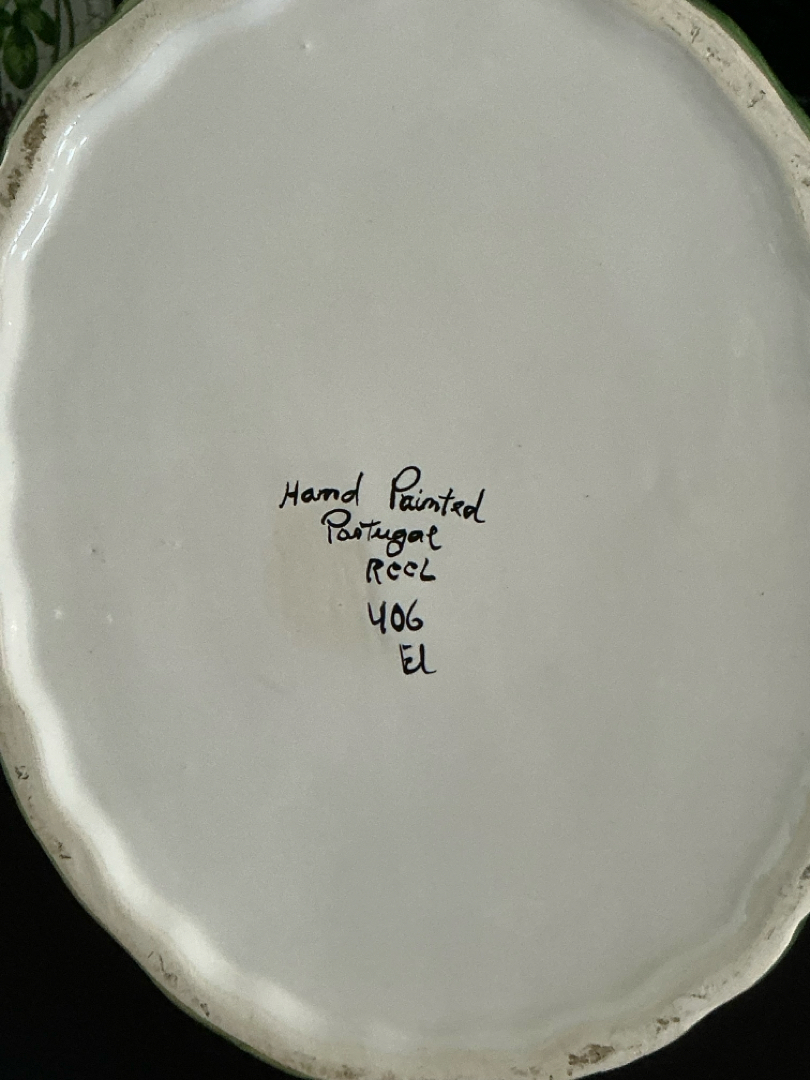 Hand Painted
Portugal
RCCL
406
El